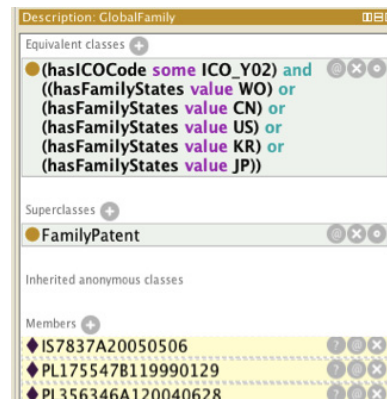 Description: GlobalFamily
Equivalent classes
(hasICOCode some ICO_Y02) and
((hasFamilyStates value WO) or
(hasFamilyStates value CN) or
(hasFamilyStates value US) or
(hasFamilyStates value KR) or
(hasFamilyStates value JP))
Superclasses
FamilyPatent
Inherited anonymous classes
Members
IS7837A20050506
PL175547B119990129
PL356346A120040628